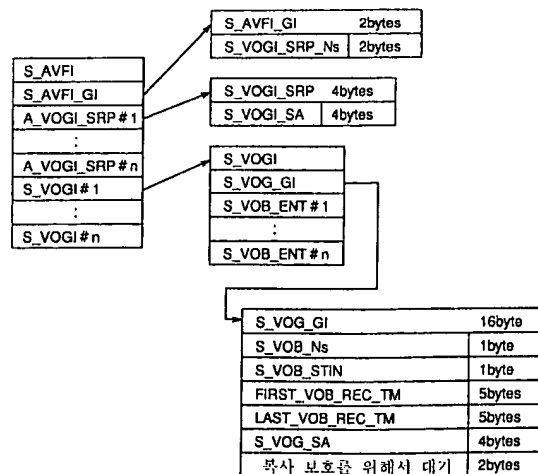 S_AVFI
S_AVFI_GI
A_VOGI_SRP#1
:
A_VOGI_SRP#n
S_VOGI#1
:
S_VOGI#n
S_AVFI_GI 2bytes
S_VOGI_SRP_Ns 2bytes
S_VOGI_SRP 4bytes
S_VOGI_SA 4bytes
S_VOGI
S_VOG_GI
S_VOB_ENT#1
:
S_VOB_ENT#n
S_VOG_GI 16byte
S_VOB_Ns 1byte
S_VOB_STIN 1byte
FIRST_VOB_REC_TM 5bytes
LAST_VOB_REC_TM 5bytes
S_VOG_SA 4bytes
복사 보호를 위해서 대기 2bytes